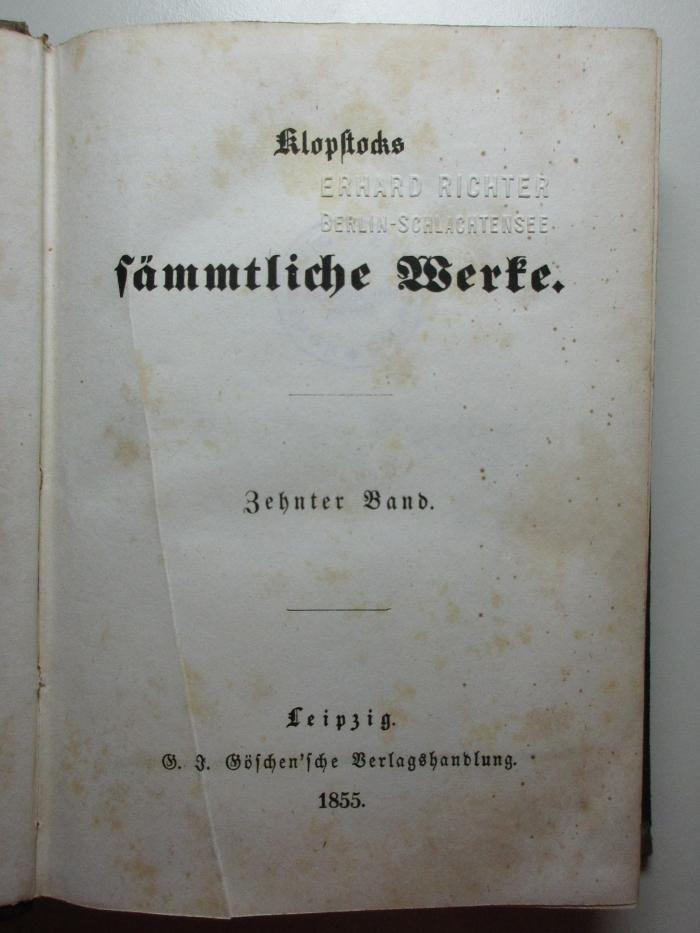 Klopstocks
ERHARD RICHTER
BERLIN-SCHLACHTENSEE
sämmtliche Werke.
Zehnter Band.
Leipzig.
G. J. Göschen'sche Verlagshandlung.
1855.